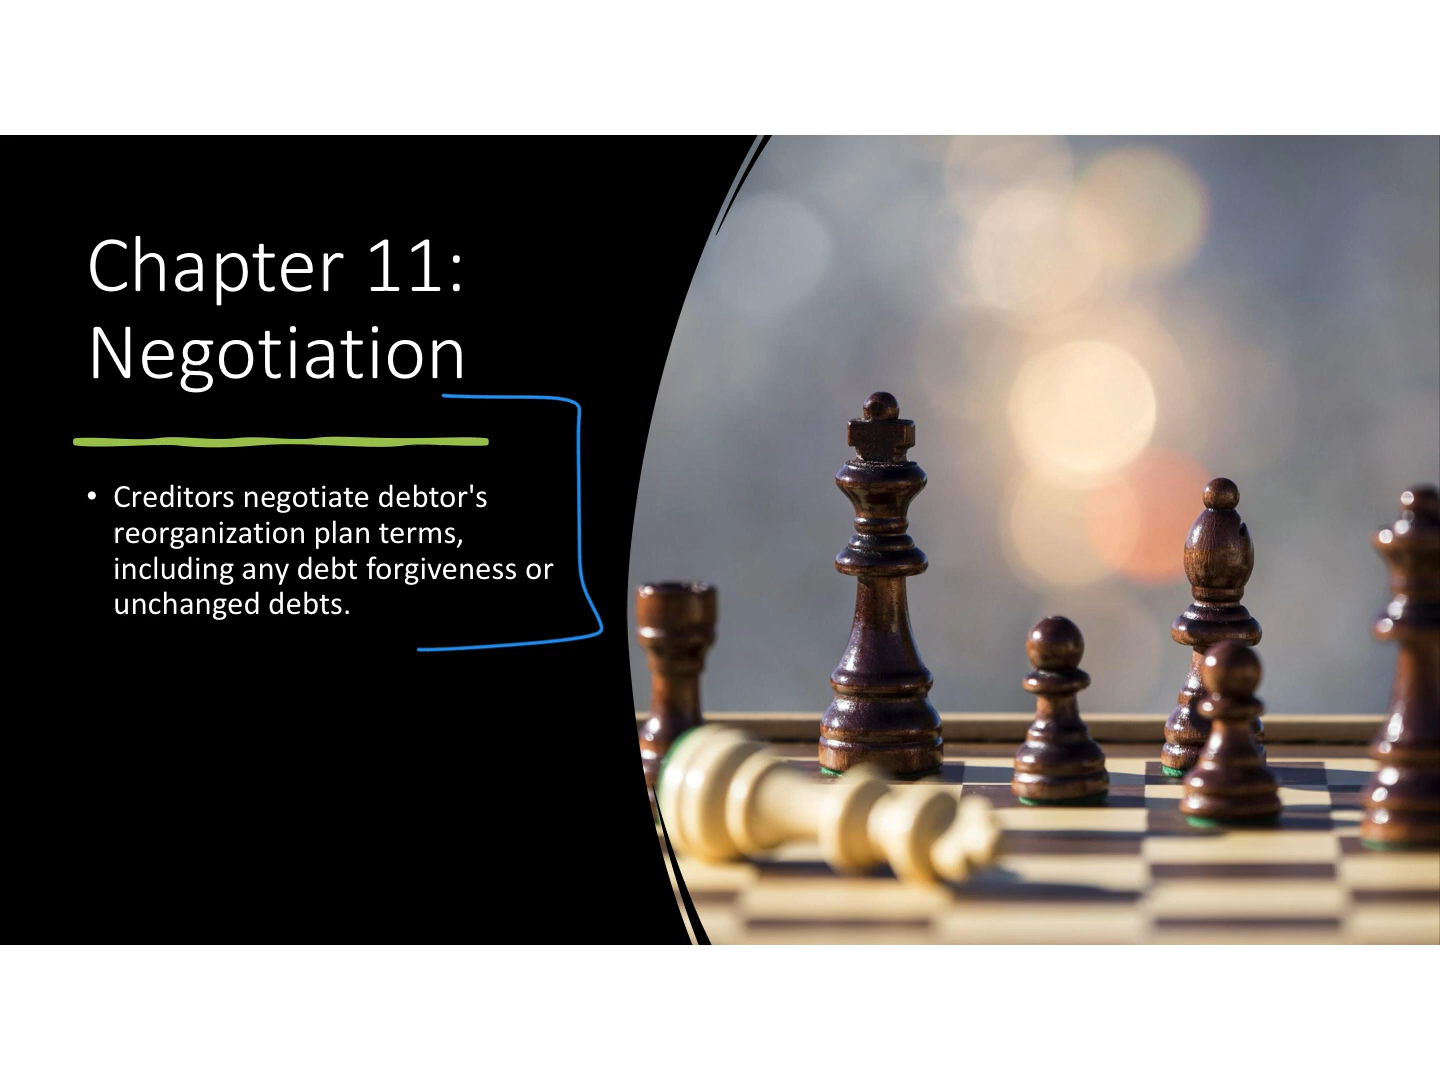 Chapter 11:
Negotiation
• Creditors negotiate debtor's
reorganization plan terms,
including any debt forgiveness or
unchanged debts.